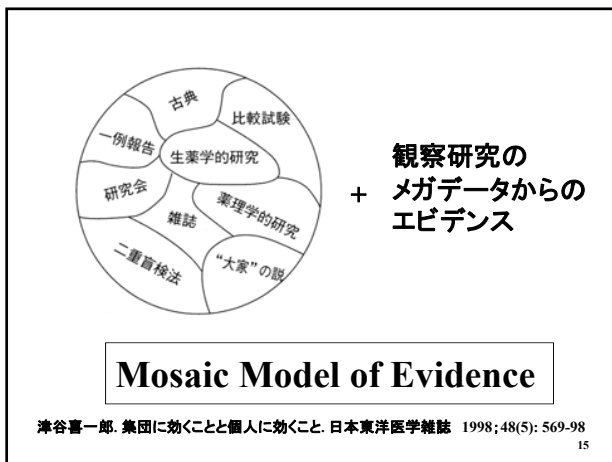 古典
比較試験
一例報告
生薬学的研究
研究会
薬理学的研究
雑誌
二重盲検法
“大家”の説
+
観察研究の
メガデータからの
エビデンス
Mosaic Model of Evidence
津谷喜一郎. 集団に効くことと個人に効くこと. 日本東洋医学雑誌 1998;48(5): 569-98
15